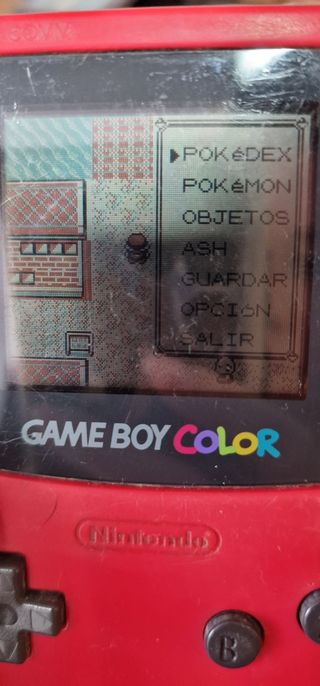 POKéDEX
POKéMON
OBJETOS
ASH
GUARDAR
OPCIÓN
SALIR
GAME BOY COLOR
Nintendo
B